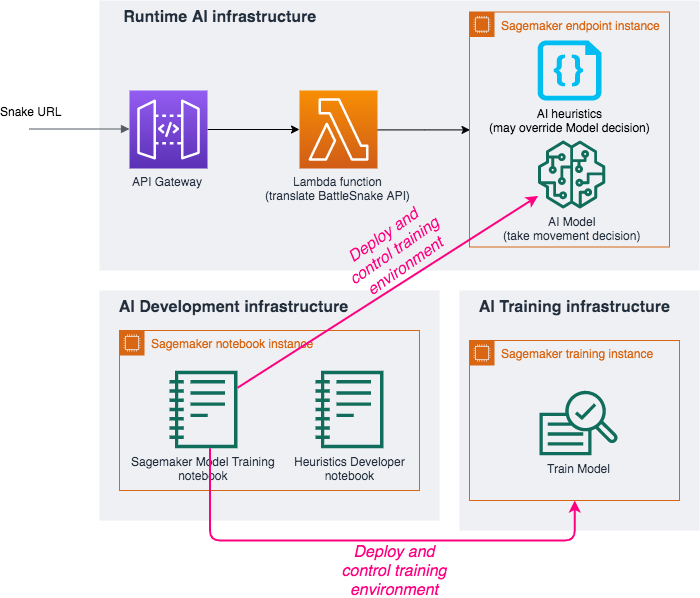 Runtime AI infrastructure
Sagemaker endpoint instance
Snake URL
API Gateway
Lambda function
(translate BattleSnake API)
AI heuristics
(may override Model decision)
AI Model
(take movement decision)
Deploy and
control training
environment
AI Development infrastructure
Sagemaker notebook instance
Sagemaker Model Training
notebook
Heuristics Developer
notebook
AI Training infrastructure
Sagemaker training instance
Train Model
Deploy and
control training
environment